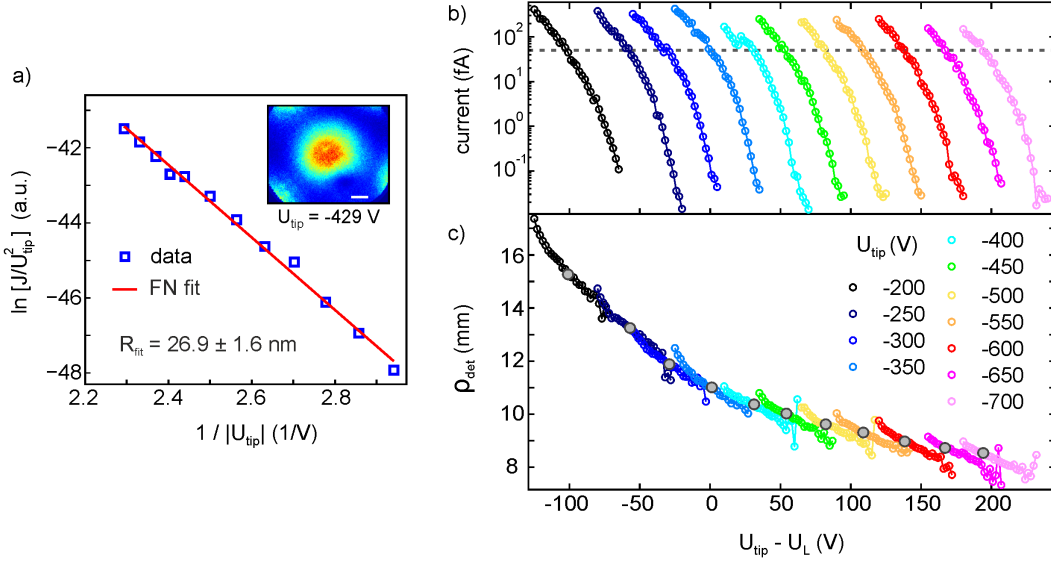 a)
ln [J/U²tip] (a.u.)
−42
−44
−46
−48
2.2
2.4
2.6
2.8
1 / |Utip| (1/V)
data
FN fit
Rfit = 26.9 ± 1.6 nm
Utip = -429 V
b)
current (fA)
10²
10¹
10⁰
10⁻¹
c)
ρdet (mm)
16
14
12
10
8
-100
-50
0
50
100
150
200
Utip - UL (V)
Utip (V)
-200
-250
-300
-350
-400
-450
-500
-550
-600
-650
-700